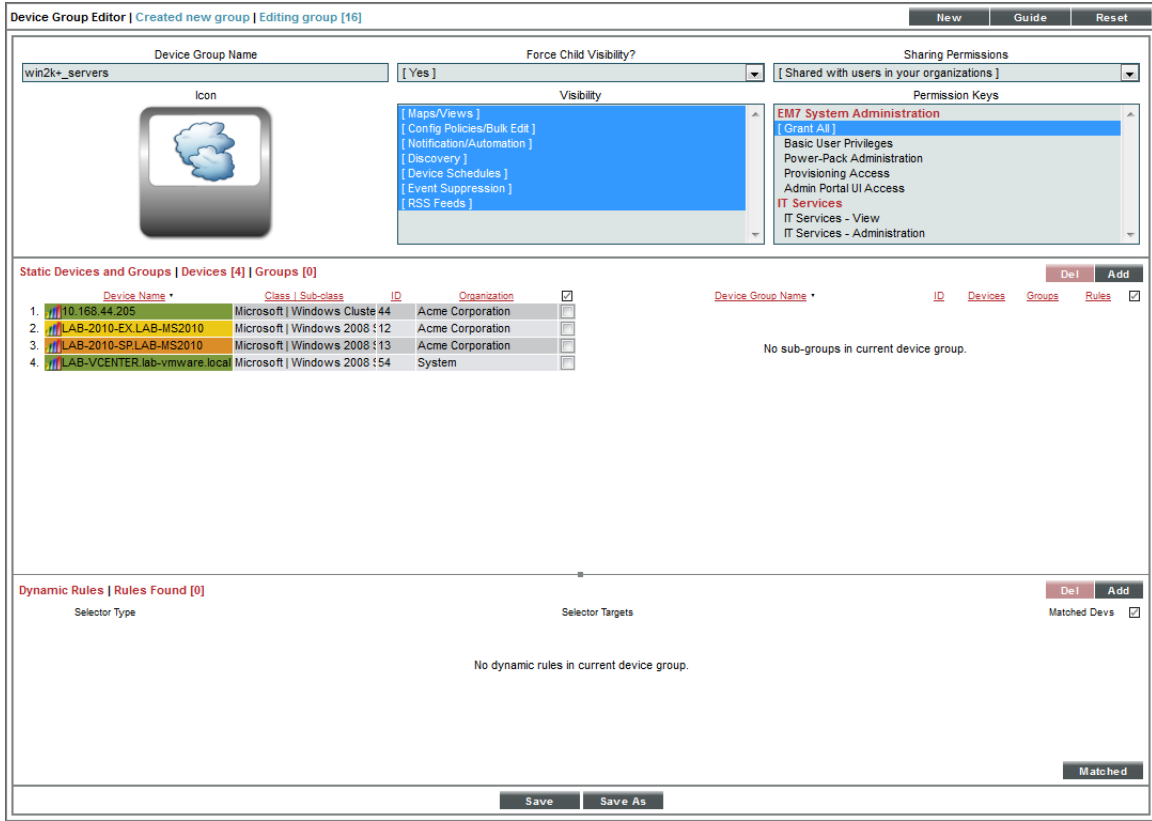 Device Group Editor | Created new group | Editing group [16]
New Guide Reset
Device Group Name Force Child Visibility? Sharing Permissions
win2k+_servers [ Yes ] [ Shared with users in your organizations ]
Icon Visibility Permission Keys
[ Maps/Views ]
[ Config Policies/Bulk Edit ]
[ Notification/Automation ]
[ Discovery ]
[ Device Schedules ]
[ Event Suppression ]
[ RSS Feeds ]
EM7 System Administration
[ Grant All ]
Basic User Privileges
Power-Pack Administration
Provisioning Access
Admin Portal UI Access
IT Services
IT Services - View
IT Services - Administration
Static Devices and Groups | Devices [4] | Groups [0]
Del Add
Device Name Class | Sub-class ID Organization
1. 10.168.44.205 Microsoft | Windows Cluste 44 Acme Corporation
2. LAB-2010-EX.LAB-MS2010 Microsoft | Windows 2008 S 12 Acme Corporation
3. LAB-2010-SP.LAB-MS2010 Microsoft | Windows 2008 S 13 Acme Corporation
4. LAB-VCENTER.lab-vmware.local Microsoft | Windows 2008 S 54 System
Device Group Name ID Devices Groups Rules
No sub-groups in current device group.
Dynamic Rules | Rules Found [0]
Del Add
Selector Type Selector Targets Matched Devs
No dynamic rules in current device group.
Matched
Save Save As